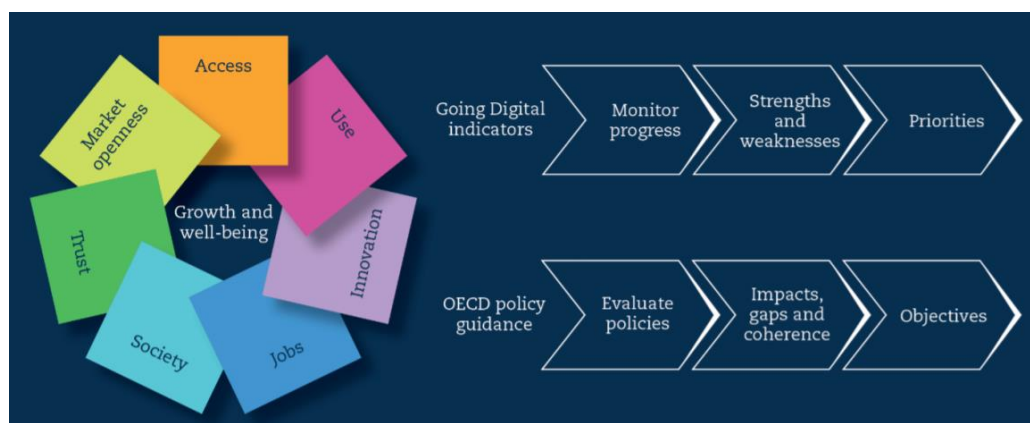 Access
Use
Innovation
Jobs
Society
Trust
Market
openness
Growth and
well-being
Going Digital
indicators
Monitor
progress
Strengths
and
weaknesses
Priorities
OECD policy
guidance
Evaluate
policies
Impacts,
gaps and
coherence
Objectives